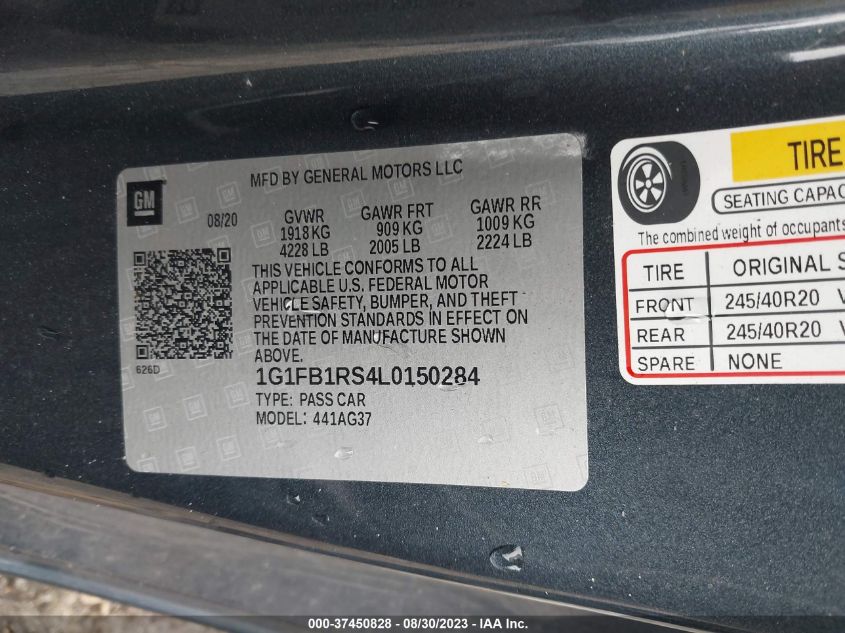 GM
MFD BY GENERAL MOTORS LLC
08/20 GVWR GAWR FRT GAWR RR
1918 KG 909 KG 1009 KG
4228 LB 2005 LB 2224 LB
THIS VEHICLE CONFORMS TO ALL
APPLICABLE U.S. FEDERAL MOTOR
VEHICLE SAFETY, BUMPER, AND THEFT
PREVENTION STANDARDS IN EFFECT ON
THE DATE OF MANUFACTURE SHOWN
ABOVE.
626D
1G1FB1RS4L0150284
TYPE: PASS CAR
MODEL: 441AG37
TIRE
SEATING CAPAC
The combined weight of occupants
TIRE ORIGINAL S
FRONT 245/40R20 V
REAR 245/40R20 V
SPARE NONE
000-37450828 - 08/30/2023 - IAA Inc.